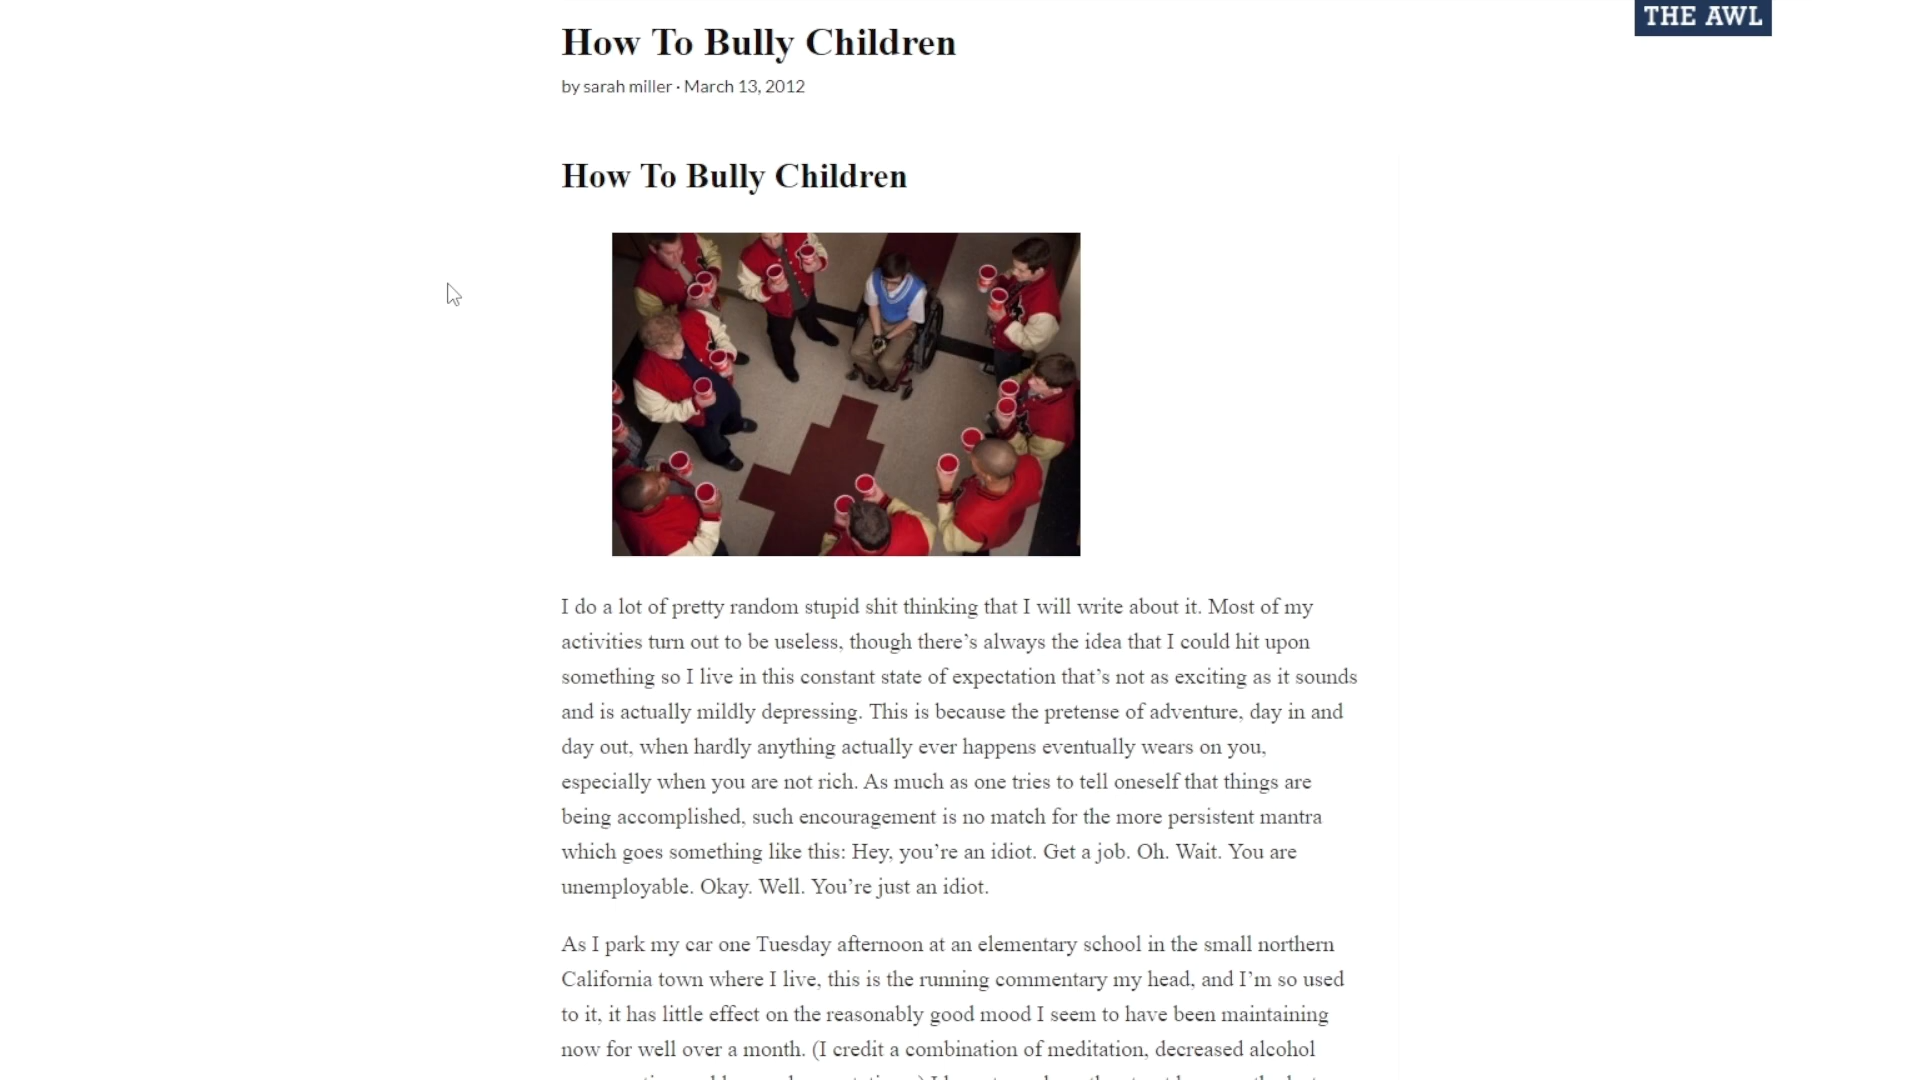 THE AWL
How To Bully Children
by sarah miller · March 13, 2012
How To Bully Children
I do a lot of pretty random stupid shit thinking that I will write about it. Most of my
activities turn out to be useless, though there’s always the idea that I could hit upon
something so I live in this constant state of expectation that’s not as exciting as it sounds
and is actually mildly depressing. This is because the pretense of adventure, day in and
day out, when hardly anything actually ever happens eventually wears on you,
especially when you are not rich. As much as one tries to tell oneself that things are
being accomplished, such encouragement is no match for the more persistent mantra
which goes something like this: Hey, you’re an idiot. Get a job. Oh. Wait. You are
unemployable. Okay. Well. You’re just an idiot.
As I park my car one Tuesday afternoon at an elementary school in the small northern
California town where I live, this is the running commentary my head, and I’m so used
to it, it has little effect on the reasonably good mood I seem to have been maintaining
now for well over a month. (I credit a combination of meditation, decreased alcohol